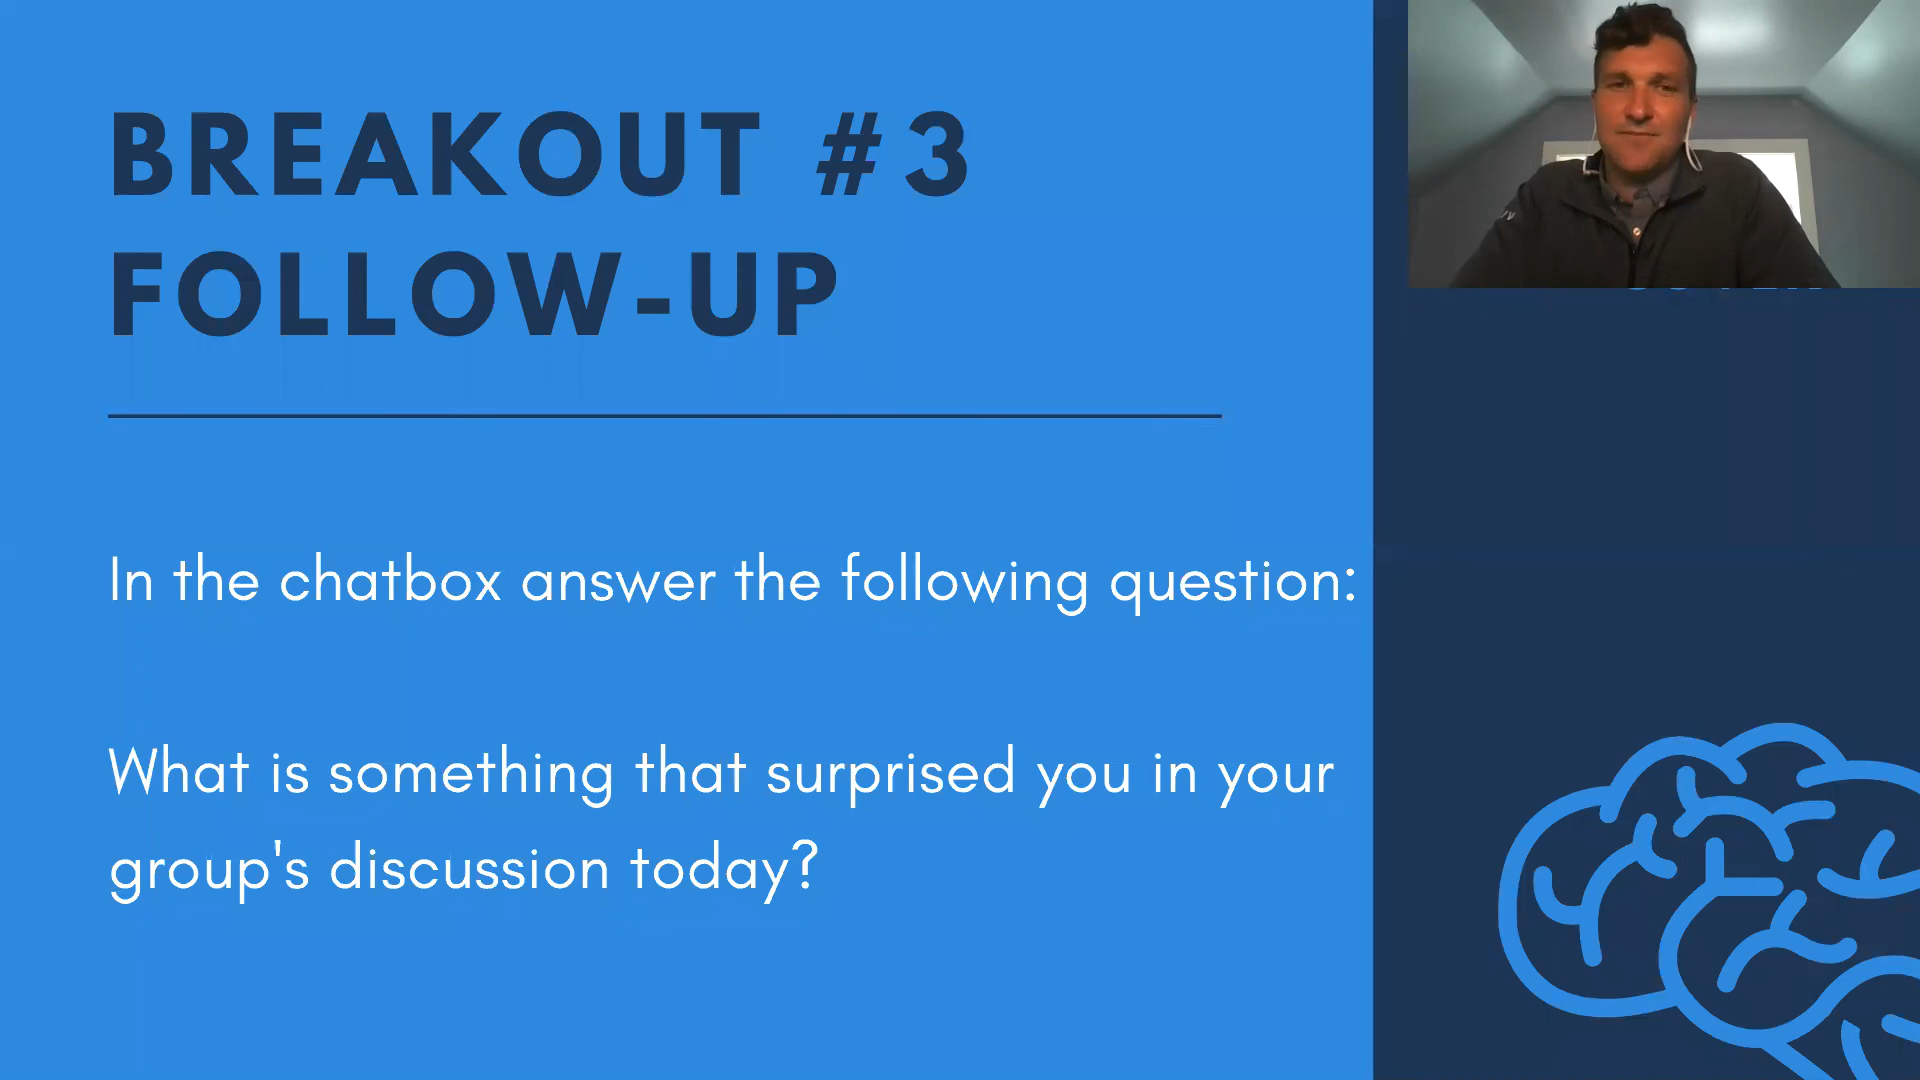 BREAKOUT #3
FOLLOW-UP
In the chatbox answer the following question:
What is something that surprised you in your
group's discussion today?